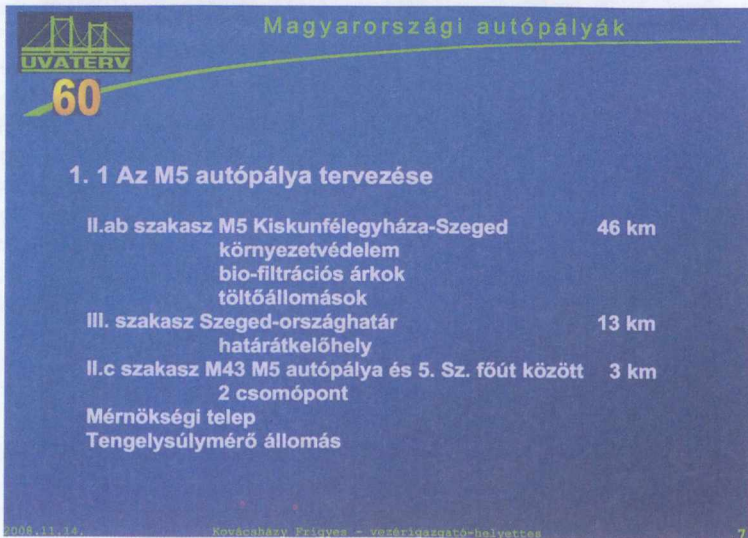 Magyarországi autópályák
UVATERV
60
1. 1 Az M5 autópálya tervezése
II.ab szakasz M5 Kiskunfélegyháza-Szeged 46 km
környezetvédelem
bio-filtrációs árkok
töltőállomások
III. szakasz Szeged-országhatár 13 km
határátkelőhely
II.c szakasz M43 M5 autópálya és 5. Sz. főút között 3 km
2 csomópont
Mérnökségi telep
Tengelysúlymérő állomás
2008.11.14. Kovácsházy Frigyes - vezérigazgató-helyettes 7